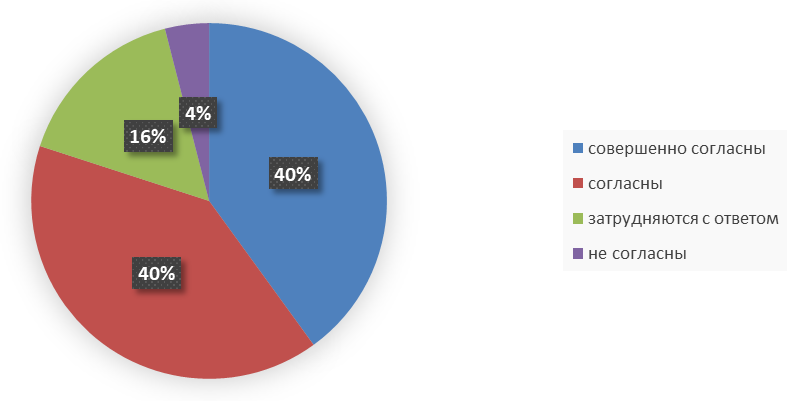 4%
16%
40%
40%
совершенно согласны
согласны
затрудняются с ответом
не согласны